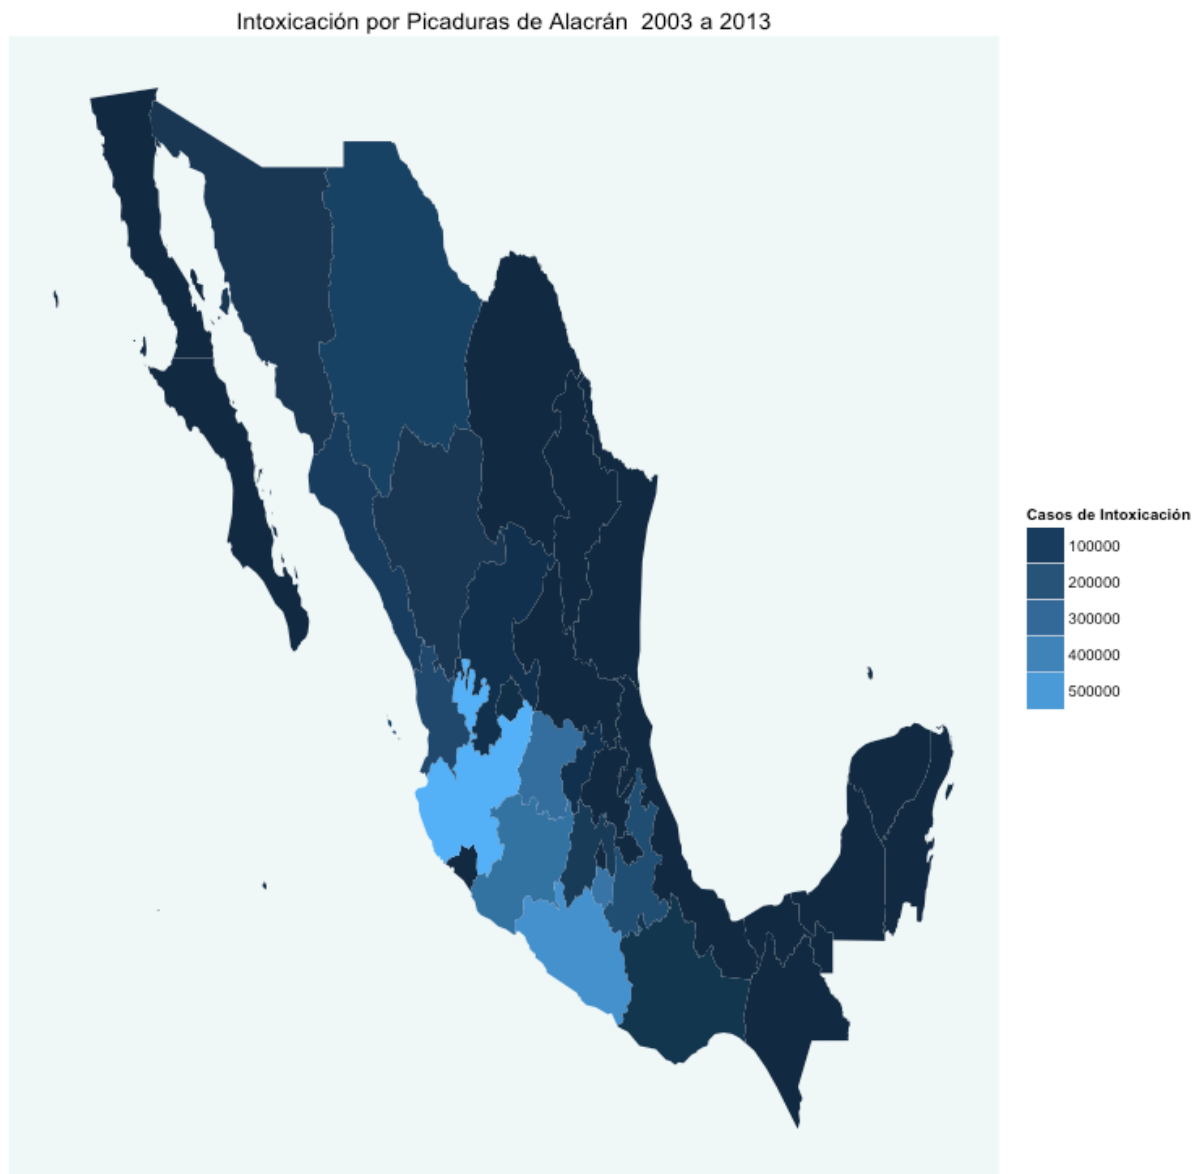 Intoxicación por Picaduras de Alacrán  2003 a 2013
Casos de Intoxicación
100000
200000
300000
400000
500000